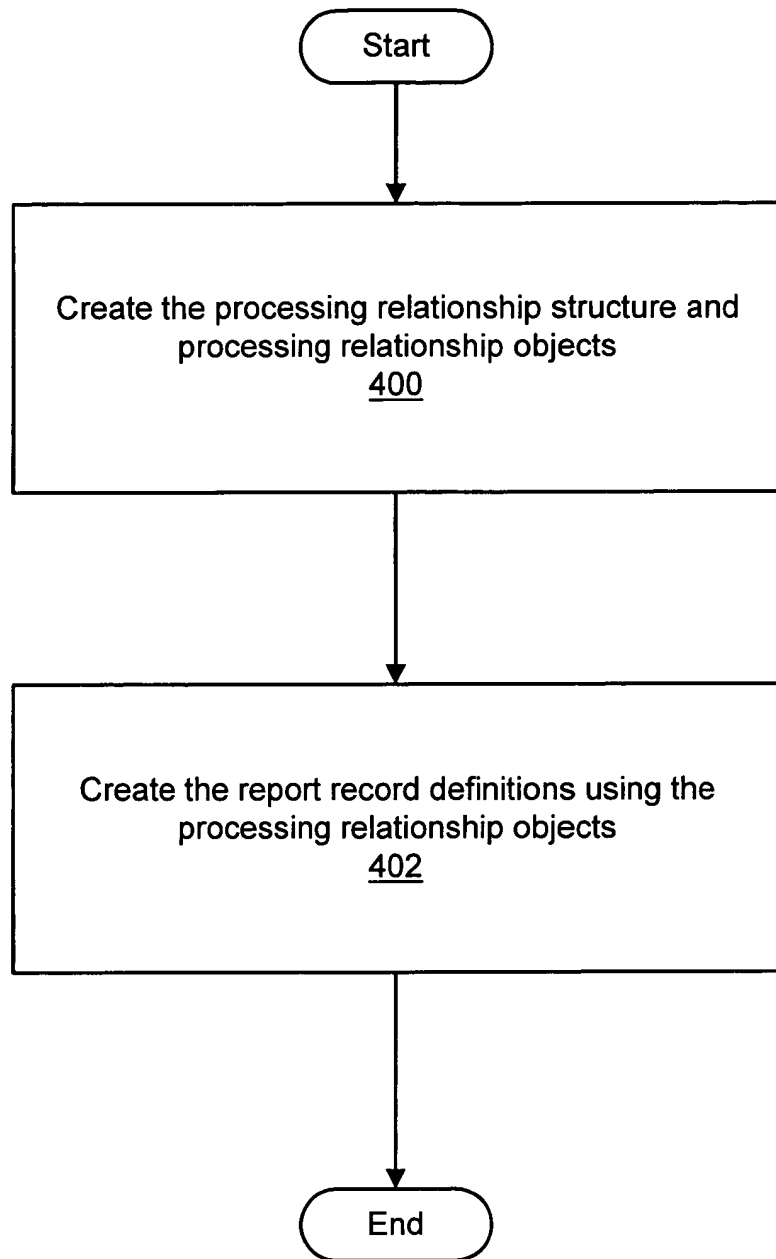 Start
Create the processing relationship structure and
processing relationship objects
400
Create the report record definitions using the
processing relationship objects
402
End